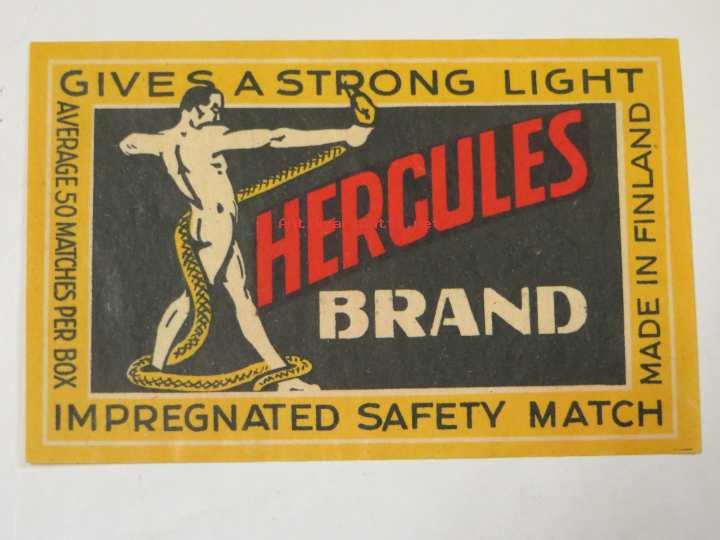 GIVES A STRONG LIGHT
AVERAGE 50 MATCHES PER BOX
HERCULES
BRAND
MADE IN FINLAND
IMPREGNATED SAFETY MATCH